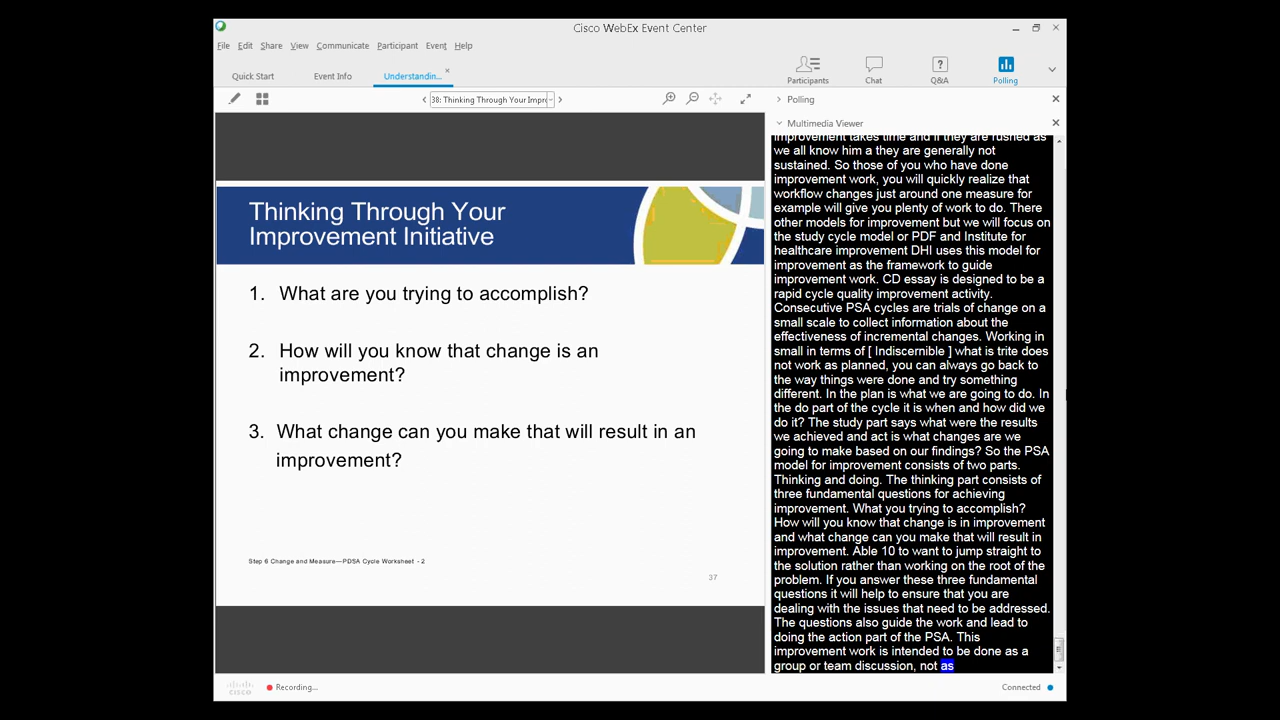 Cisco WebEx Event Center
File Edit Share View Communicate Participant Event Help
Quick Start Event Info Understandin...
Participants Chat Q&A Polling
38: Thinking Through Your Impro
Polling
Multimedia Viewer
Thinking Through Your
Improvement Initiative
1. What are you trying to accomplish?
2. How will you know that change is an
improvement?
3. What change can you make that will result in an
improvement?
Step 6 Change and Measure—PDSA Cycle Worksheet - 2
37
improvement takes time and if they are rushed as
we all know him a they are generally not
sustained. So those of you who have done
improvement work, you will quickly realize that
workflow changes just around one measure for
example will give you plenty of work to do. There
other models for improvement but we will focus on
the study cycle model or PDF and Institute for
healthcare improvement DHI uses this model for
improvement as the framework to guide
improvement work. CD essay is designed to be a
rapid cycle quality improvement activity.
Consecutive PSA cycles are trials of change on a
small scale to collect information about the
effectiveness of incremental changes. Working in
small in terms of [ Indiscernible ] what is trite does
not work as planned, you can always go back to
the way things were done and try something
different. In the plan is what we are going to do. In
the do part of the cycle it is when and how did we
do it? The study part says what were the results
we achieved and act is what changes are we
going to make based on our findings? So the PSA
model for improvement consists of two parts.
Thinking and doing. The thinking part consists of
three fundamental questions for achieving
improvement. What you trying to accomplish?
How will you know that change is in improvement
and what change can you make that will result in
improvement. Able 10 to want to jump straight to
the solution rather than working on the root of the
problem. If you answer these three fundamental
questions it will help to ensure that you are
dealing with the issues that need to be addressed.
The questions also guide the work and lead to
doing the action part of the PSA. This
improvement work is intended to be done as a
group or team discussion, not as
cisco
Recording...
Connected